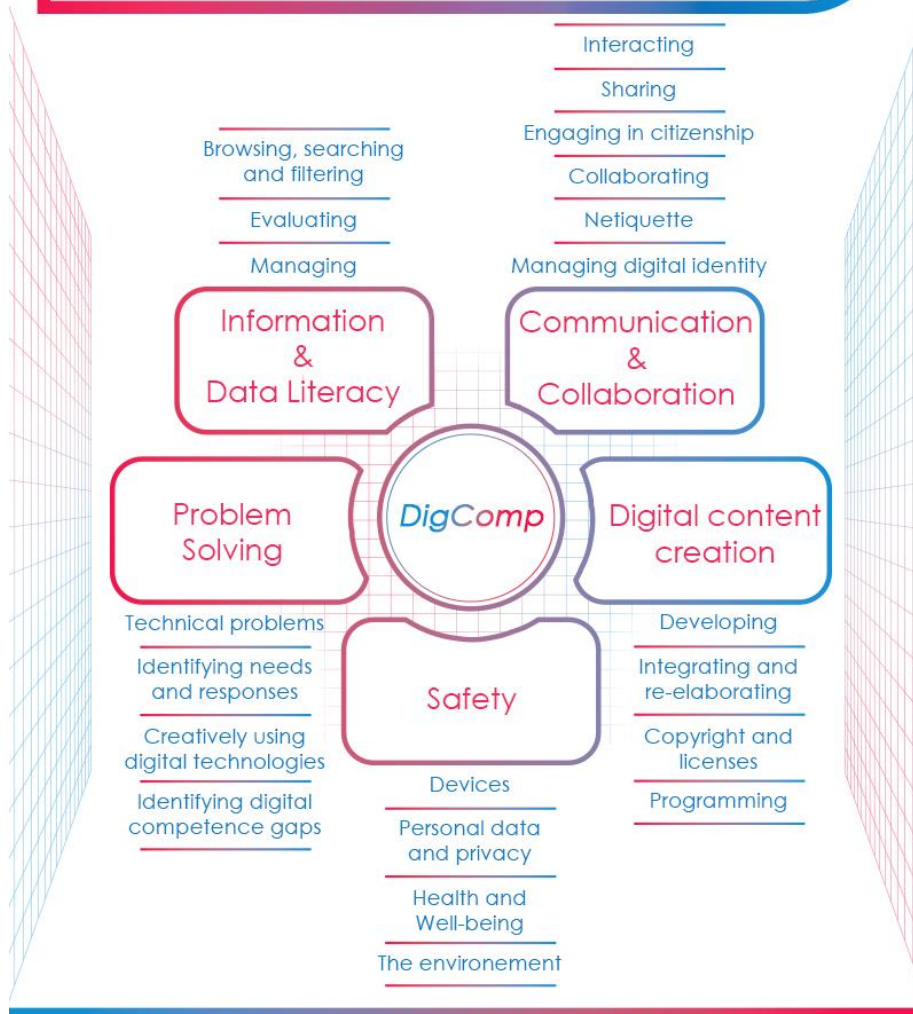 Interacting
Sharing
Engaging in citizenship
Collaborating
Netiquette
Managing digital identity
Browsing, searching
and filtering
Evaluating
Managing
Information
&
Data Literacy
Communication
&
Collaboration
Problem
Solving
DigComp
Digital content
creation
Safety
Technical problems
Identifying needs
and responses
Creatively using
digital technologies
Identifying digital
competence gaps
Devices
Personal data
and privacy
Health and
Well-being
The environement
Developing
Integrating and
re-elaborating
Copyright and
licenses
Programming